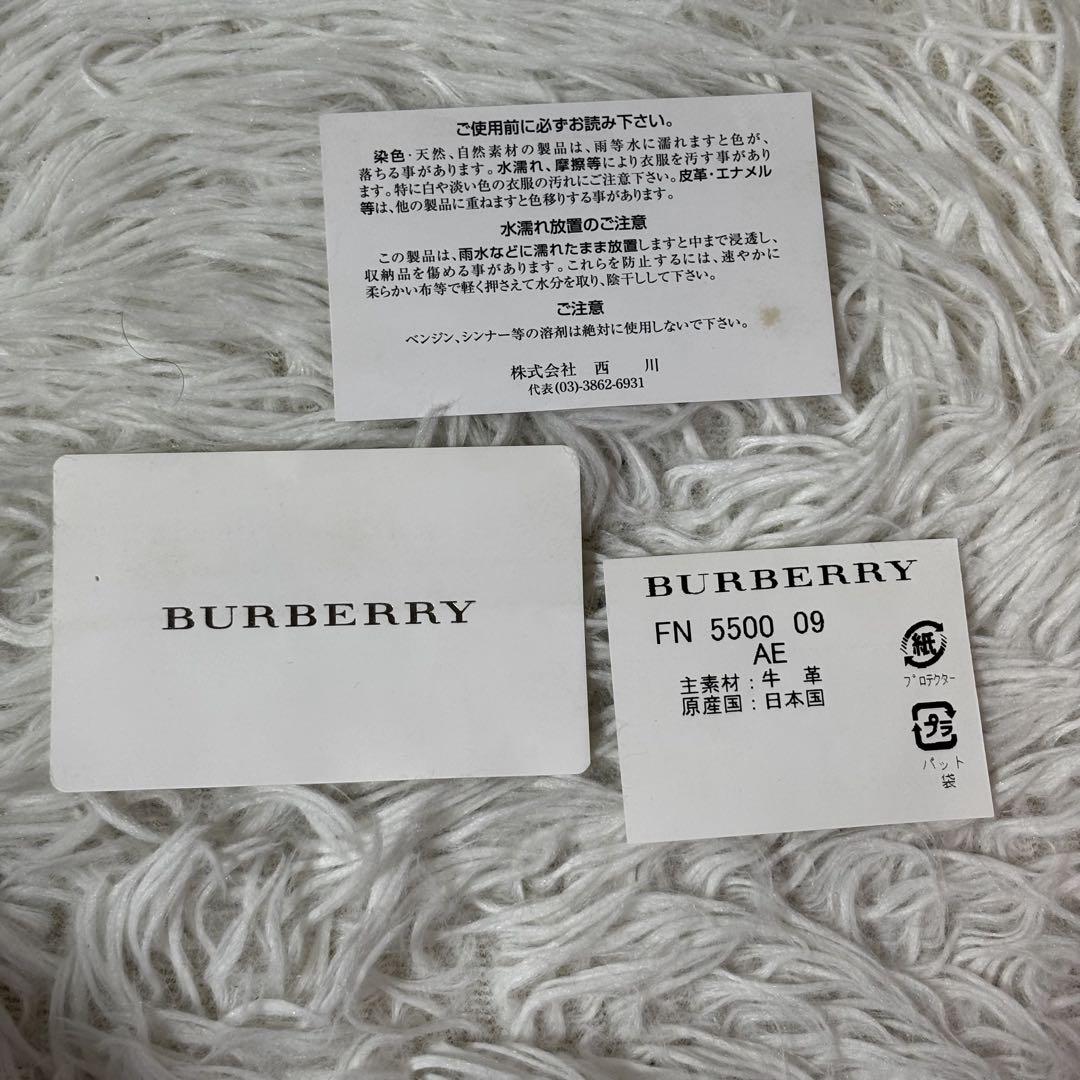 ご使用前に必ずお読み下さい。
染色・天然、自然素材の製品は、雨等水に濡れますと色が、
落ちる事があります。水濡れ、摩擦等により衣服を汚す事があり
ます。特に白や淡い色の衣服の汚れにご注意下さい。皮革・エナメル
等は、他の製品に重ねますと色移りする事があります。
水濡れ放置のご注意
この製品は、雨水などに濡れたまま放置しますと中まで浸透し、
収納品を傷める事があります。これらを防止するには、速やかに
柔らかい布等で軽く押さえて水分を取り、陰干しして下さい。
ご注意
ベンジン、シンナー等の溶剤は絶対に使用しないで下さい。
株式会社 西 川
代表(03)-3862-6931
BURBERRY
BURBERRY
FN 5500 09
AE
主素材：牛 革
原産国：日本国
紙
プロテクター
プラ
パット
袋